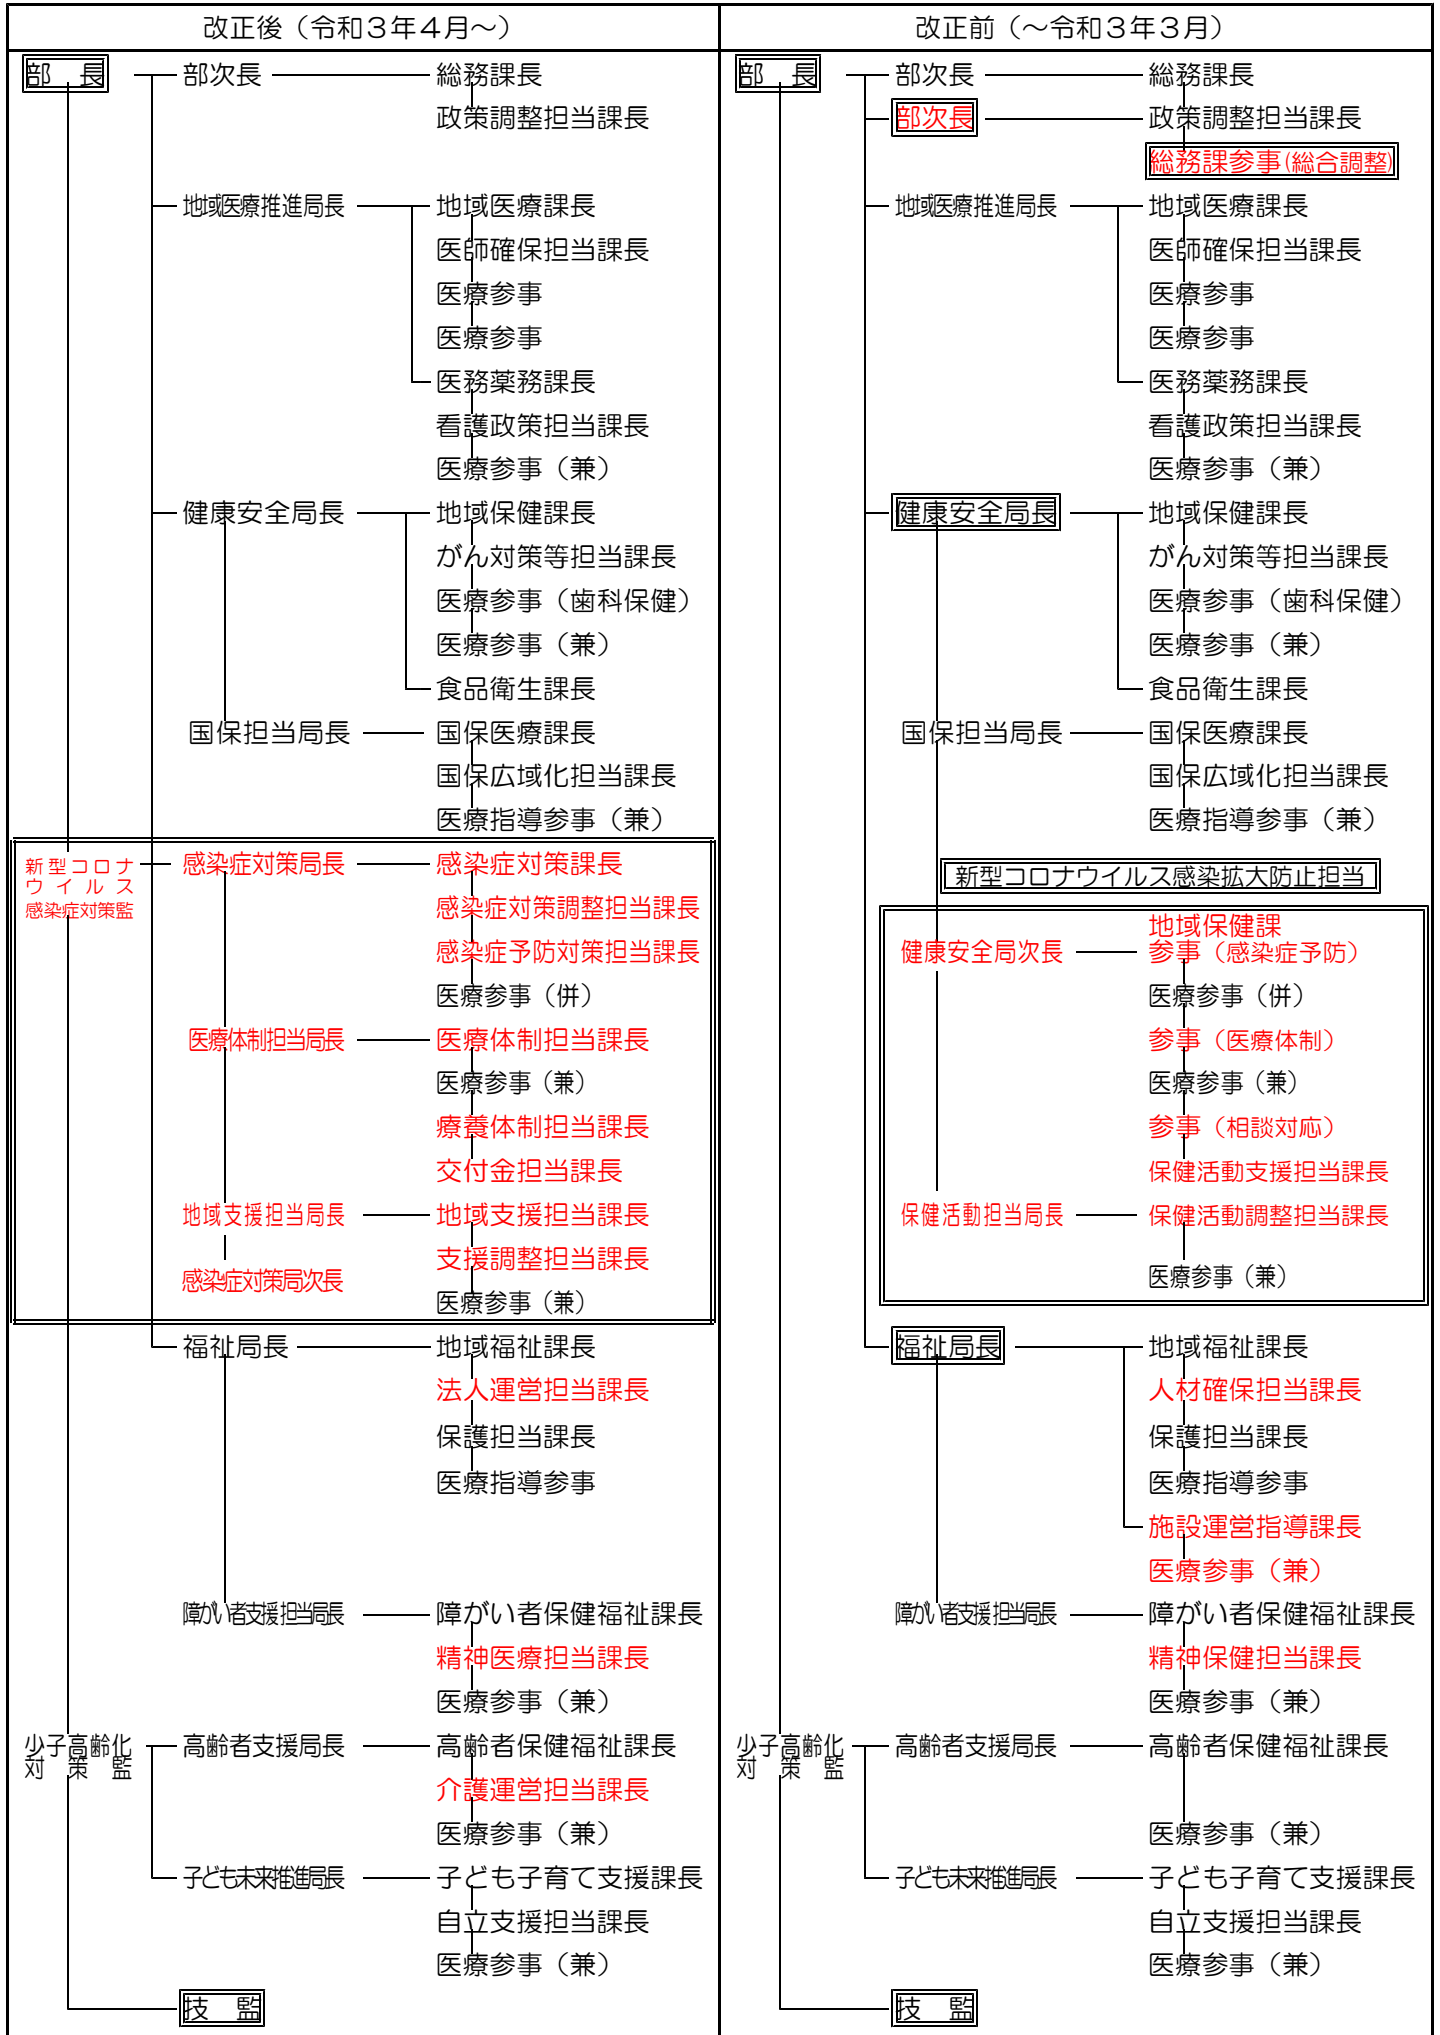 改正後（令和３年４月～）
部　長
部次長
総務課長
政策調整担当課長
地域医療推進局長
地域医療課長
医師確保担当課長
医療参事
医療参事
医務薬務課長
看護政策担当課長
医療参事（兼）
健康安全局長
地域保健課長
がん対策等担当課長
医療参事（歯科保健）
医療参事（兼）
食品衛生課長
国保担当局長
国保医療課長
国保広域化担当課長
医療指導参事（兼）
新型コロナ
ウイルス
感染症対策監
感染症対策局長
感染症対策課長
感染症対策調整担当課長
感染症予防対策担当課長
医療参事（併）
医療体制担当局長
医療体制担当課長
医療参事（兼）
療養体制担当課長
交付金担当課長
地域支援担当局長
地域支援担当課長
支援調整担当課長
感染症対策局次長
医療参事（兼）
福祉局長
地域福祉課長
法人運営担当課長
保護担当課長
医療指導参事
障がい者支援担当局長
障がい者保健福祉課長
精神医療担当課長
医療参事（兼）
少子高齢化
対　策　監
高齢者支援局長
高齢者保健福祉課長
介護運営担当課長
医療参事（兼）
子ども未来推進局長
子ども子育て支援課長
自立支援担当課長
医療参事（兼）
技　監
改正前（～令和３年３月）
部　長
部次長
総務課長
部次長
政策調整担当課長
総務課参事(総合調整)
地域医療推進局長
地域医療課長
医師確保担当課長
医療参事
医療参事
医務薬務課長
看護政策担当課長
医療参事（兼）
健康安全局長
地域保健課長
がん対策等担当課長
医療参事（歯科保健）
医療参事（兼）
食品衛生課長
国保担当局長
国保医療課長
国保広域化担当課長
医療指導参事（兼）
新型コロナウイルス感染拡大防止担当
健康安全局次長
地域保健課
参事（感染症予防）
医療参事（併）
参事（医療体制）
医療参事（兼）
参事（相談対応）
保健活動支援担当課長
保健活動担当局長
保健活動調整担当課長
医療参事（兼）
福祉局長
地域福祉課長
人材確保担当課長
保護担当課長
医療指導参事
施設運営指導課長
医療参事（兼）
障がい者支援担当局長
障がい者保健福祉課長
精神保健担当課長
医療参事（兼）
少子高齢化
対　策　監
高齢者支援局長
高齢者保健福祉課長
医療参事（兼）
子ども未来推進局長
子ども子育て支援課長
自立支援担当課長
医療参事（兼）
技　監